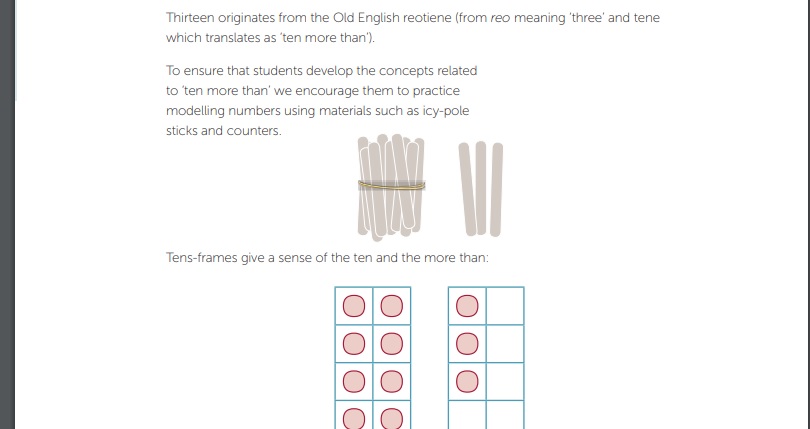 Thirteen originates from the Old English reotiene (from reo meaning 'three' and tene
which translates as 'ten more than').
To ensure that students develop the concepts related
to 'ten more than' we encourage them to practice
modelling numbers using materials such as icy-pole
sticks and counters.
Tens-frames give a sense of the ten and the more than: